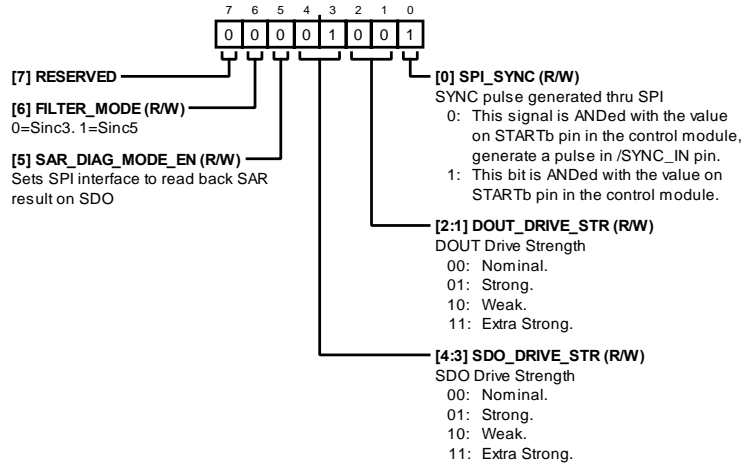 7 6 5 4 3 2 1 0
0 0 0 0 1 0 0 1
[7] RESERVED
[6] FILTER_MODE (R/W)
0=Sinc3. 1=Sinc5
[5] SAR_DIAG_MODE_EN (R/W)
Sets SPI interface to read back SAR
result on SDO
[0] SPI_SYNC (R/W)
SYNC pulse generated thru SPI
0: This signal is ANDed with the value
on STARTb pin in the control module,
generate a pulse in /SYNC_IN pin.
1: This bit is ANDed with the value on
STARTb pin in the control module.
[2:1] DOUT_DRIVE_STR (R/W)
DOUT Drive Strength
00: Nominal.
01: Strong.
10: Weak.
11: Extra Strong.
[4:3] SDO_DRIVE_STR (R/W)
SDO Drive Strength
00: Nominal.
01: Strong.
10: Weak.
11: Extra Strong.